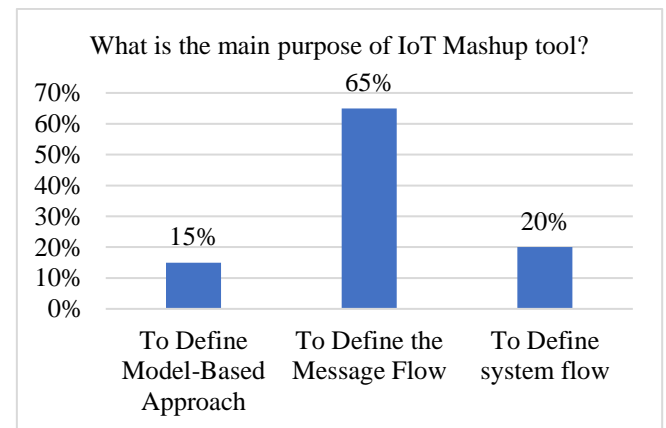 What is the main purpose of IoT Mashup tool?
70%
60%
50%
40%
30%
20%
10%
0%
15%
65%
20%
To Define
Model-Based
Approach
To Define the
Message Flow
To Define
system flow